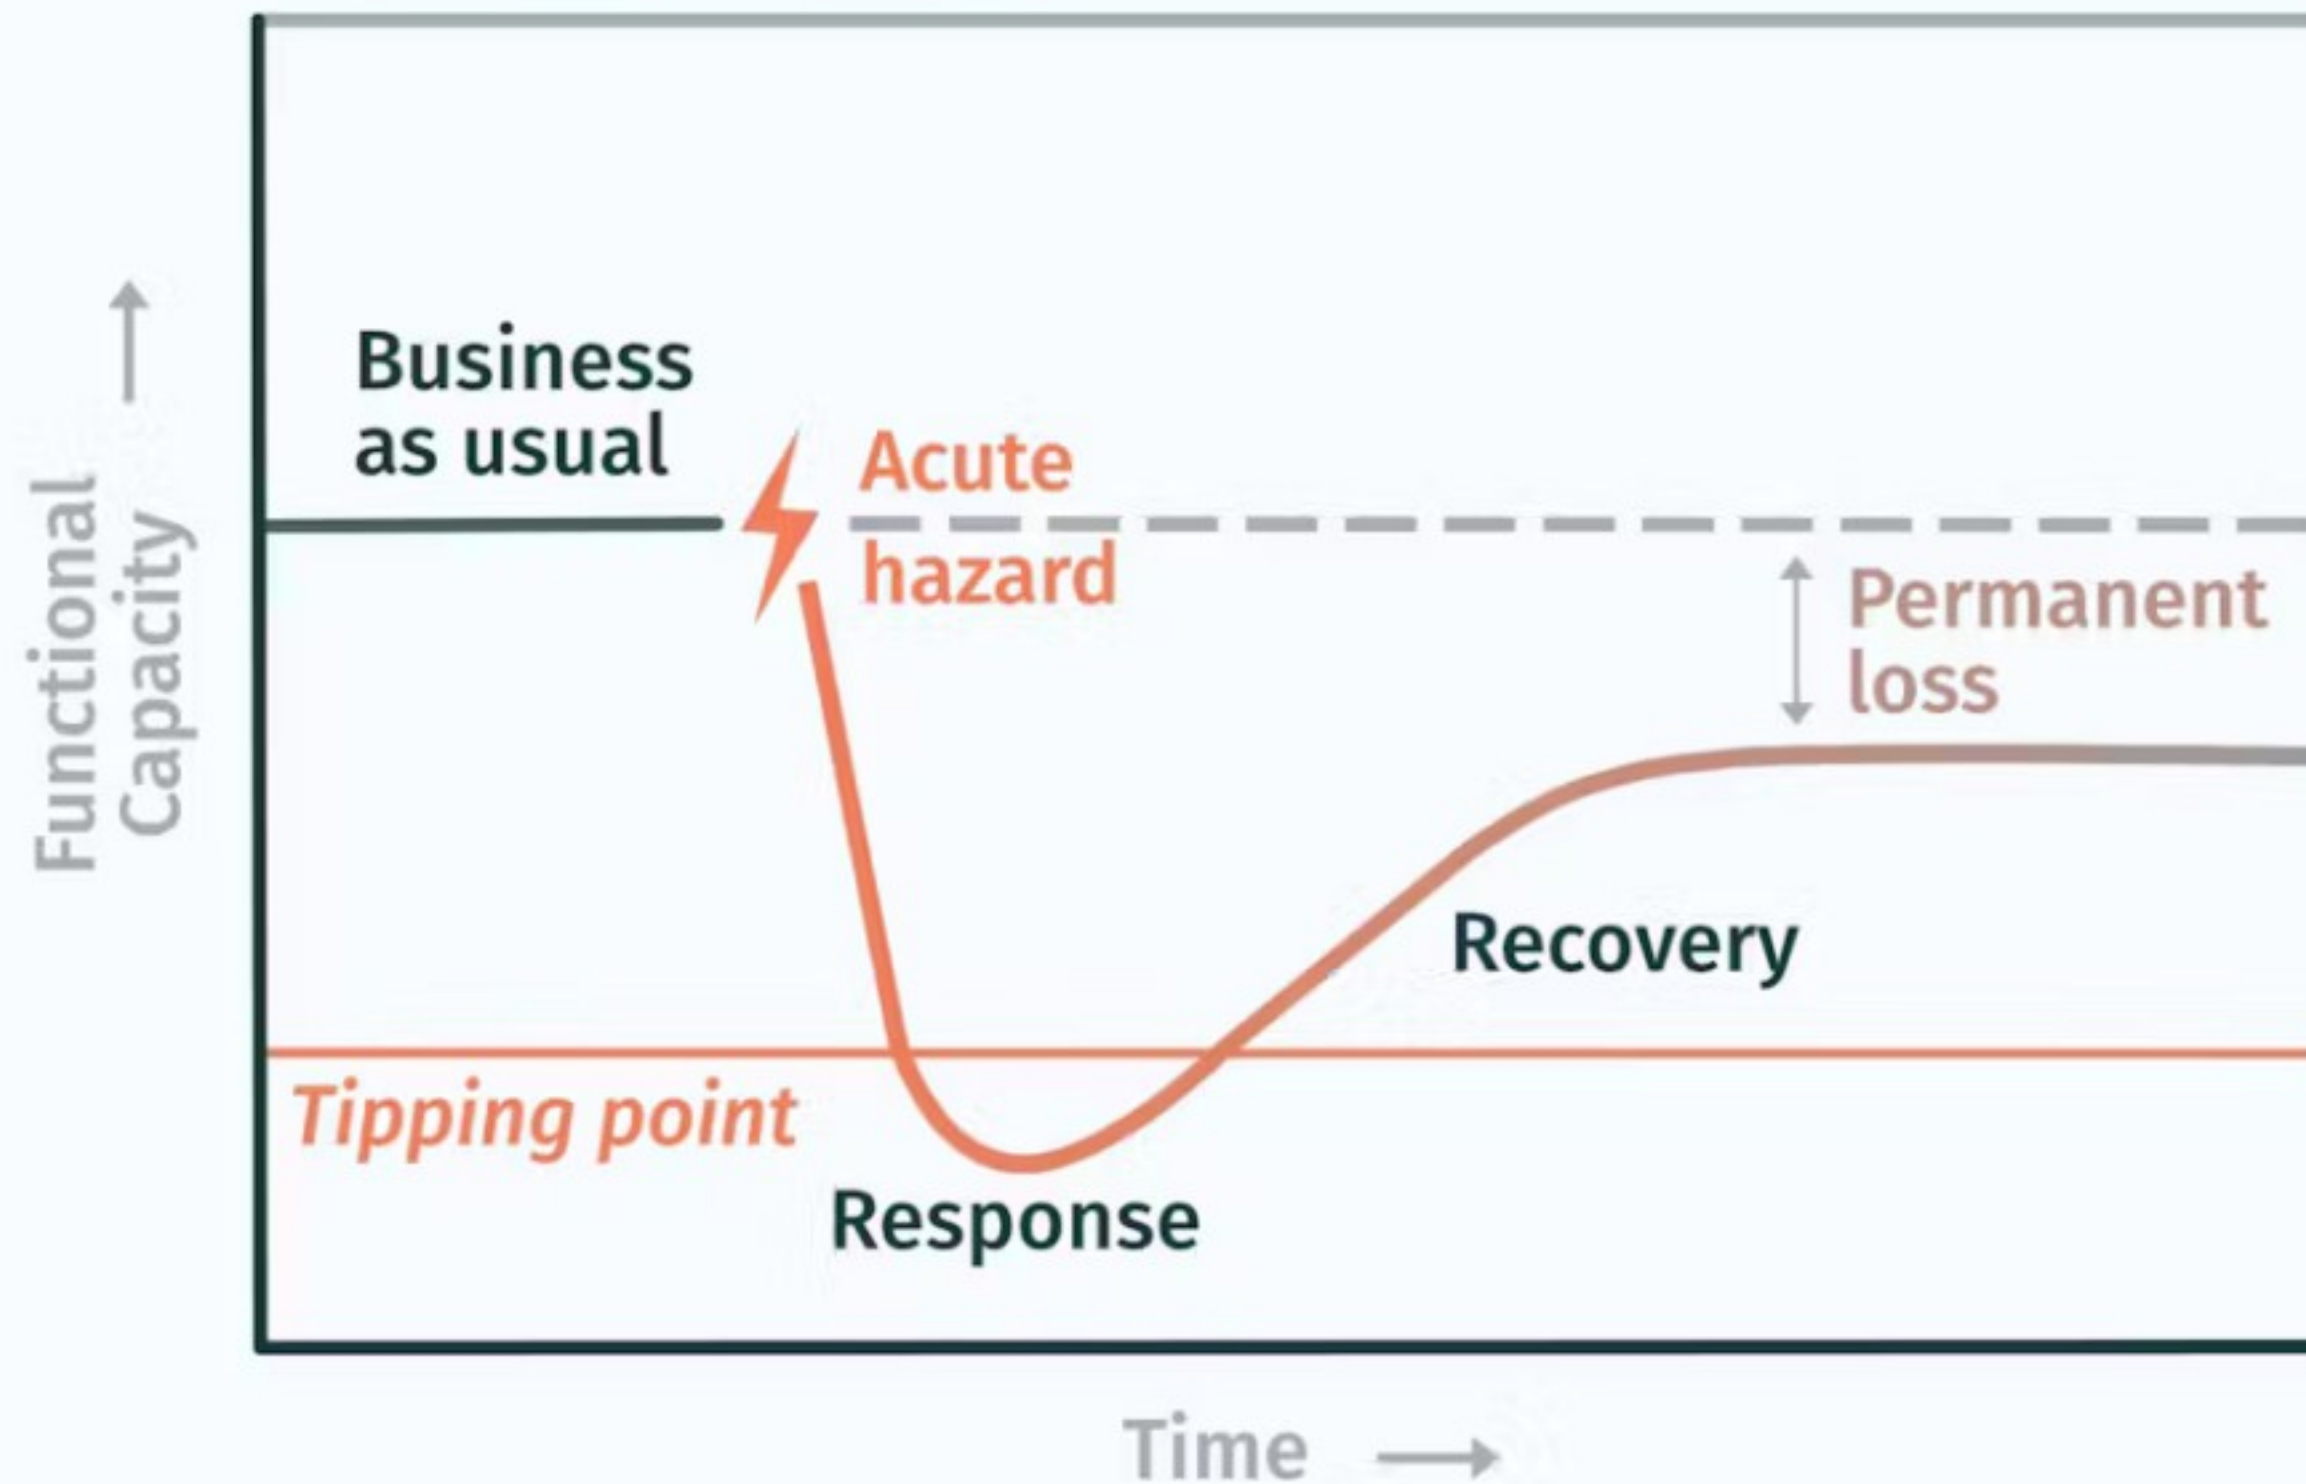 Functional
Capacity
Business
as usual
Acute
hazard
Permanent
loss
Recovery
Tipping point
Response
Time